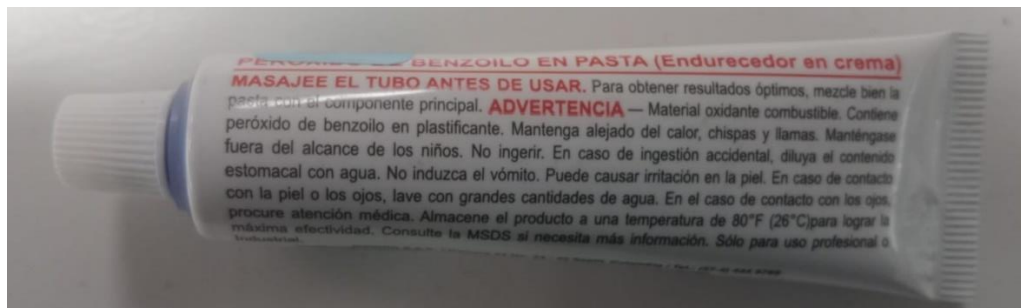 PERÓXIDO DE BENZOILO EN PASTA (Endurecedor en crema)
MASAJEE EL TUBO ANTES DE USAR. Para obtener resultados óptimos, mezcle bien la
pasta con el componente principal. ADVERTENCIA — Material oxidante combustible. Contiene
peróxido de benzoilo en plastificante. Mantenga alejado del calor, chispas y llamas. Manténgase
fuera del alcance de los niños. No ingerir. En caso de ingestión accidental, diluya el contenido
estomacal con agua. No induzca el vómito. Puede causar irritación en la piel. En caso de contacto
con la piel o los ojos, lave con grandes cantidades de agua. En el caso de contacto con los ojos,
procure atención médica. Almacene el producto a una temperatura de 80°F (26°C)para lograr la
máxima efectividad. Consulte la MSDS si necesita más información. Sólo para uso profesional o
industrial.